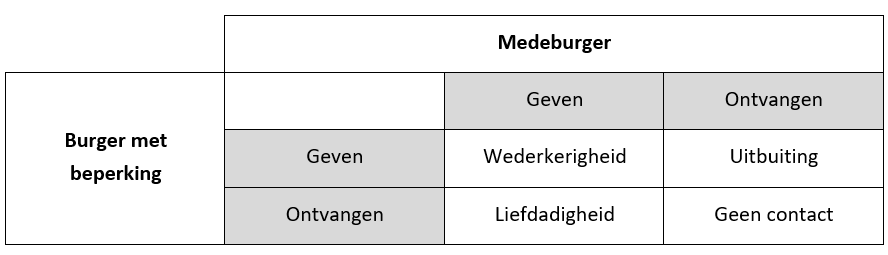 Medeburger
Geven Ontvangen
Burger met
beperking
Geven Wederkerigheid Uitbuiting
Ontvangen Liefdadigheid Geen contact